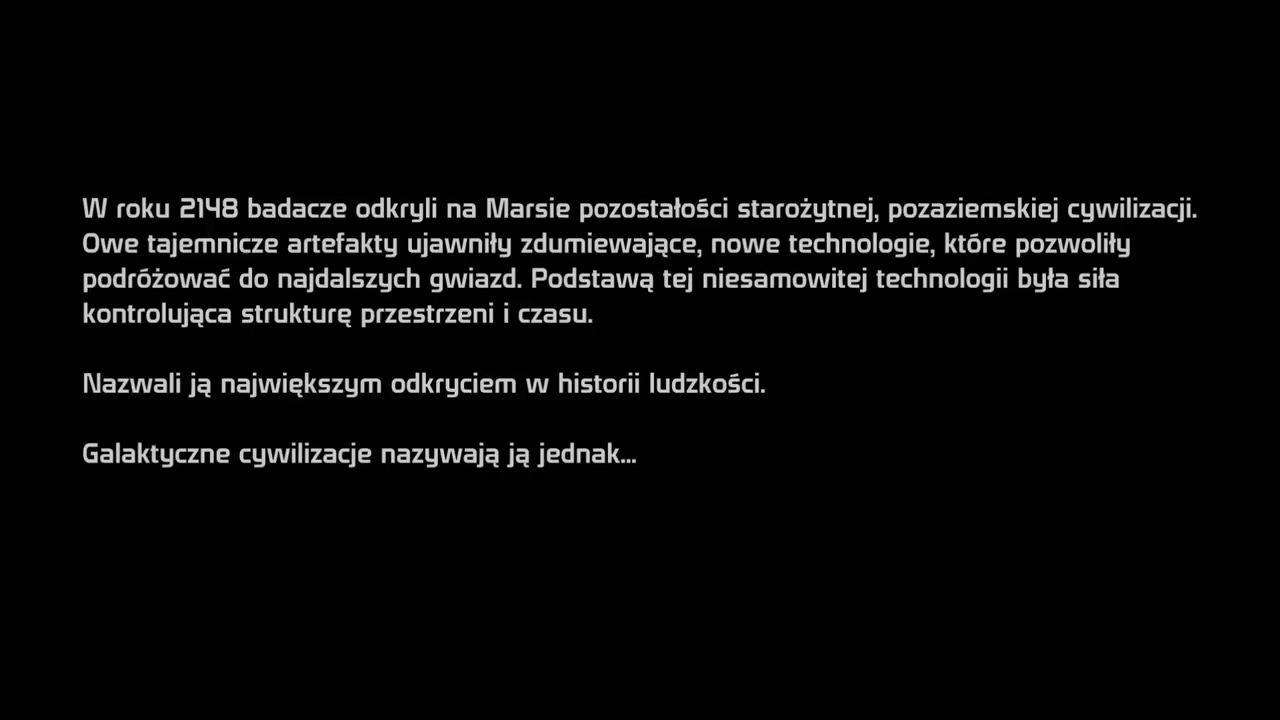 W roku 2148 badacze odkryli na Marsie pozostałości starożytnej, pozaziemskiej cywilizacji.
Owe tajemnicze artefakty ujawniły zdumiewające, nowe technologie, które pozwoliły
podróżować do najdalszych gwiazd. Podstawą tej niesamowitej technologii była siła
kontrolująca strukturę przestrzeni i czasu.
Nazwali ją największym odkryciem w historii ludzkości.
Galaktyczne cywilizacje nazywają ją jednak...